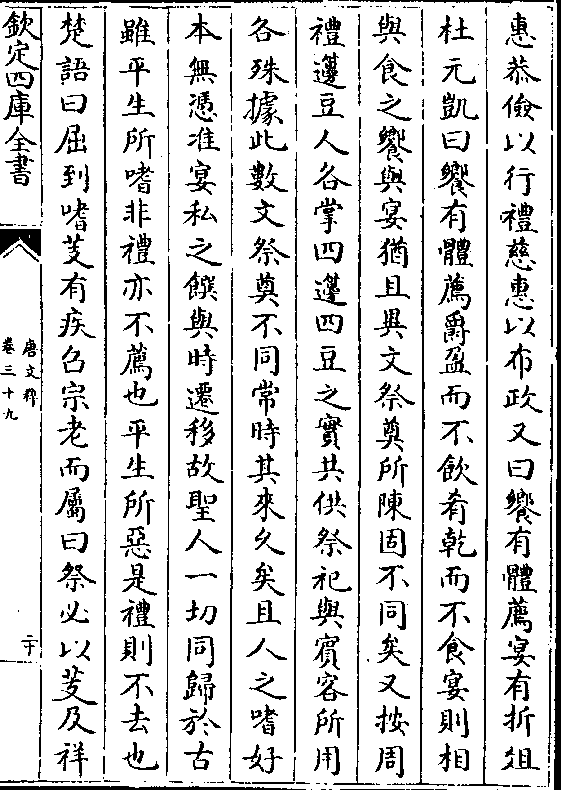 惠恭儉以行禮慈惠以布政又曰饗有體薦宴有折俎
杜元凱曰饗有體薦爵盈而不飲肴乾而不食宴則相
與食之饗與宴猶且異文祭奠所陳固不同矣又按周
禮籩豆人各掌四籩四豆之實共供祭祀與賓客所用
各殊據此數文祭奠不同常時其來久矣且人之嗜好
本無憑准宴私之饌與時遷移故聖人一切同歸於古
雖平生所嗜非禮亦不薦也平生所惡是禮則不去也
楚語曰屈到嗜芰有疾召宗老而屬曰祭必以芰及祥
欽定四庫全書
唐文粹
卷三十九
二十